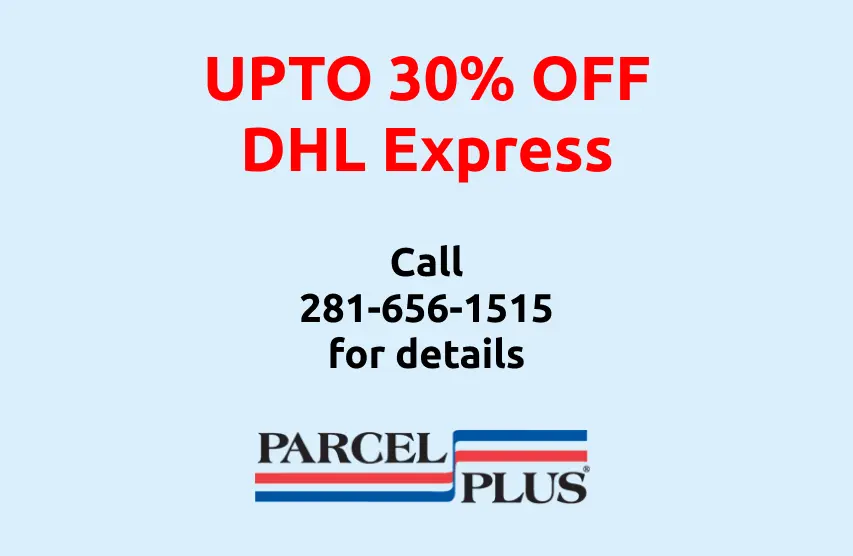 UPTO 30% OFF
DHL Express
Call
281-656-1515
for details
PARCEL
PLUS®